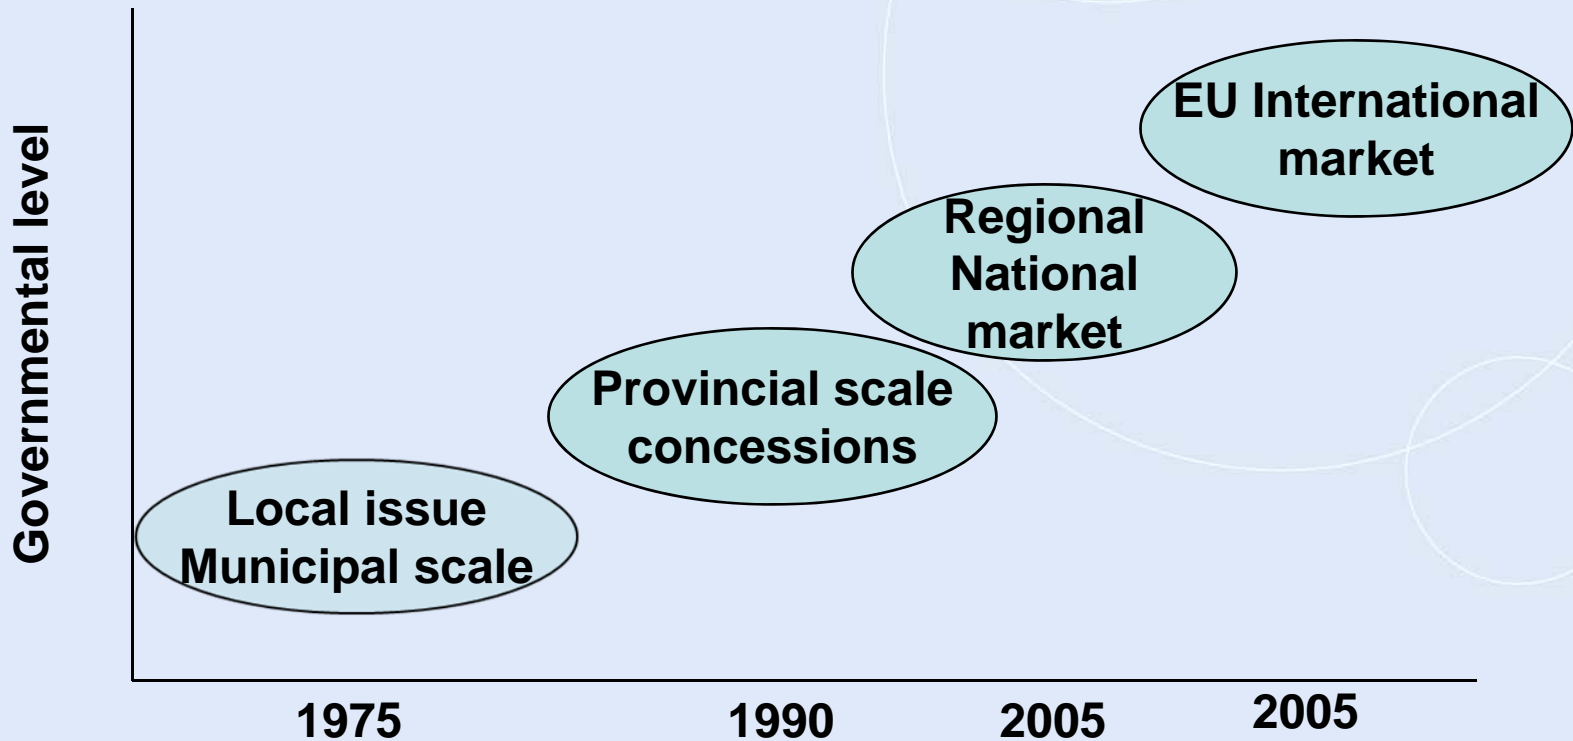 Governmental level
EU International
market
Regional
National
market
Provincial scale
concessions
Local issue
Municipal scale
1975
1990
2005
2005